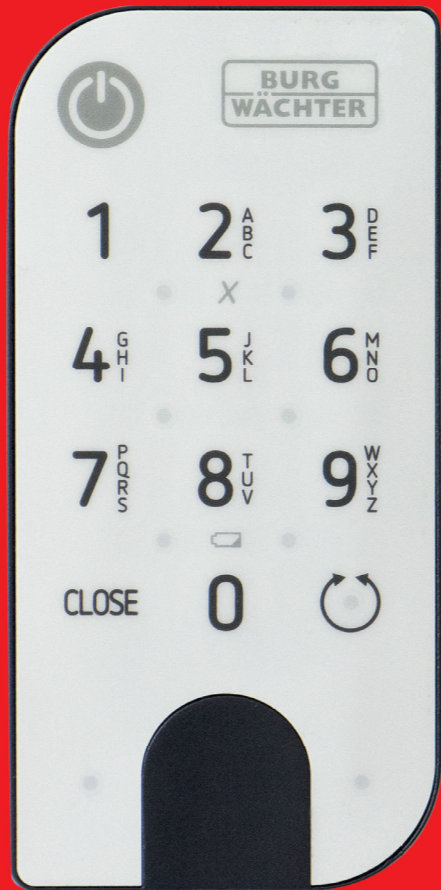 BURG
WÄCHTER
1 2 ABC 3 DEF
X
4 GHI 5 JKL 6 MNO
7 PQRS 8 TUV 9 WXYZ
CLOSE 0